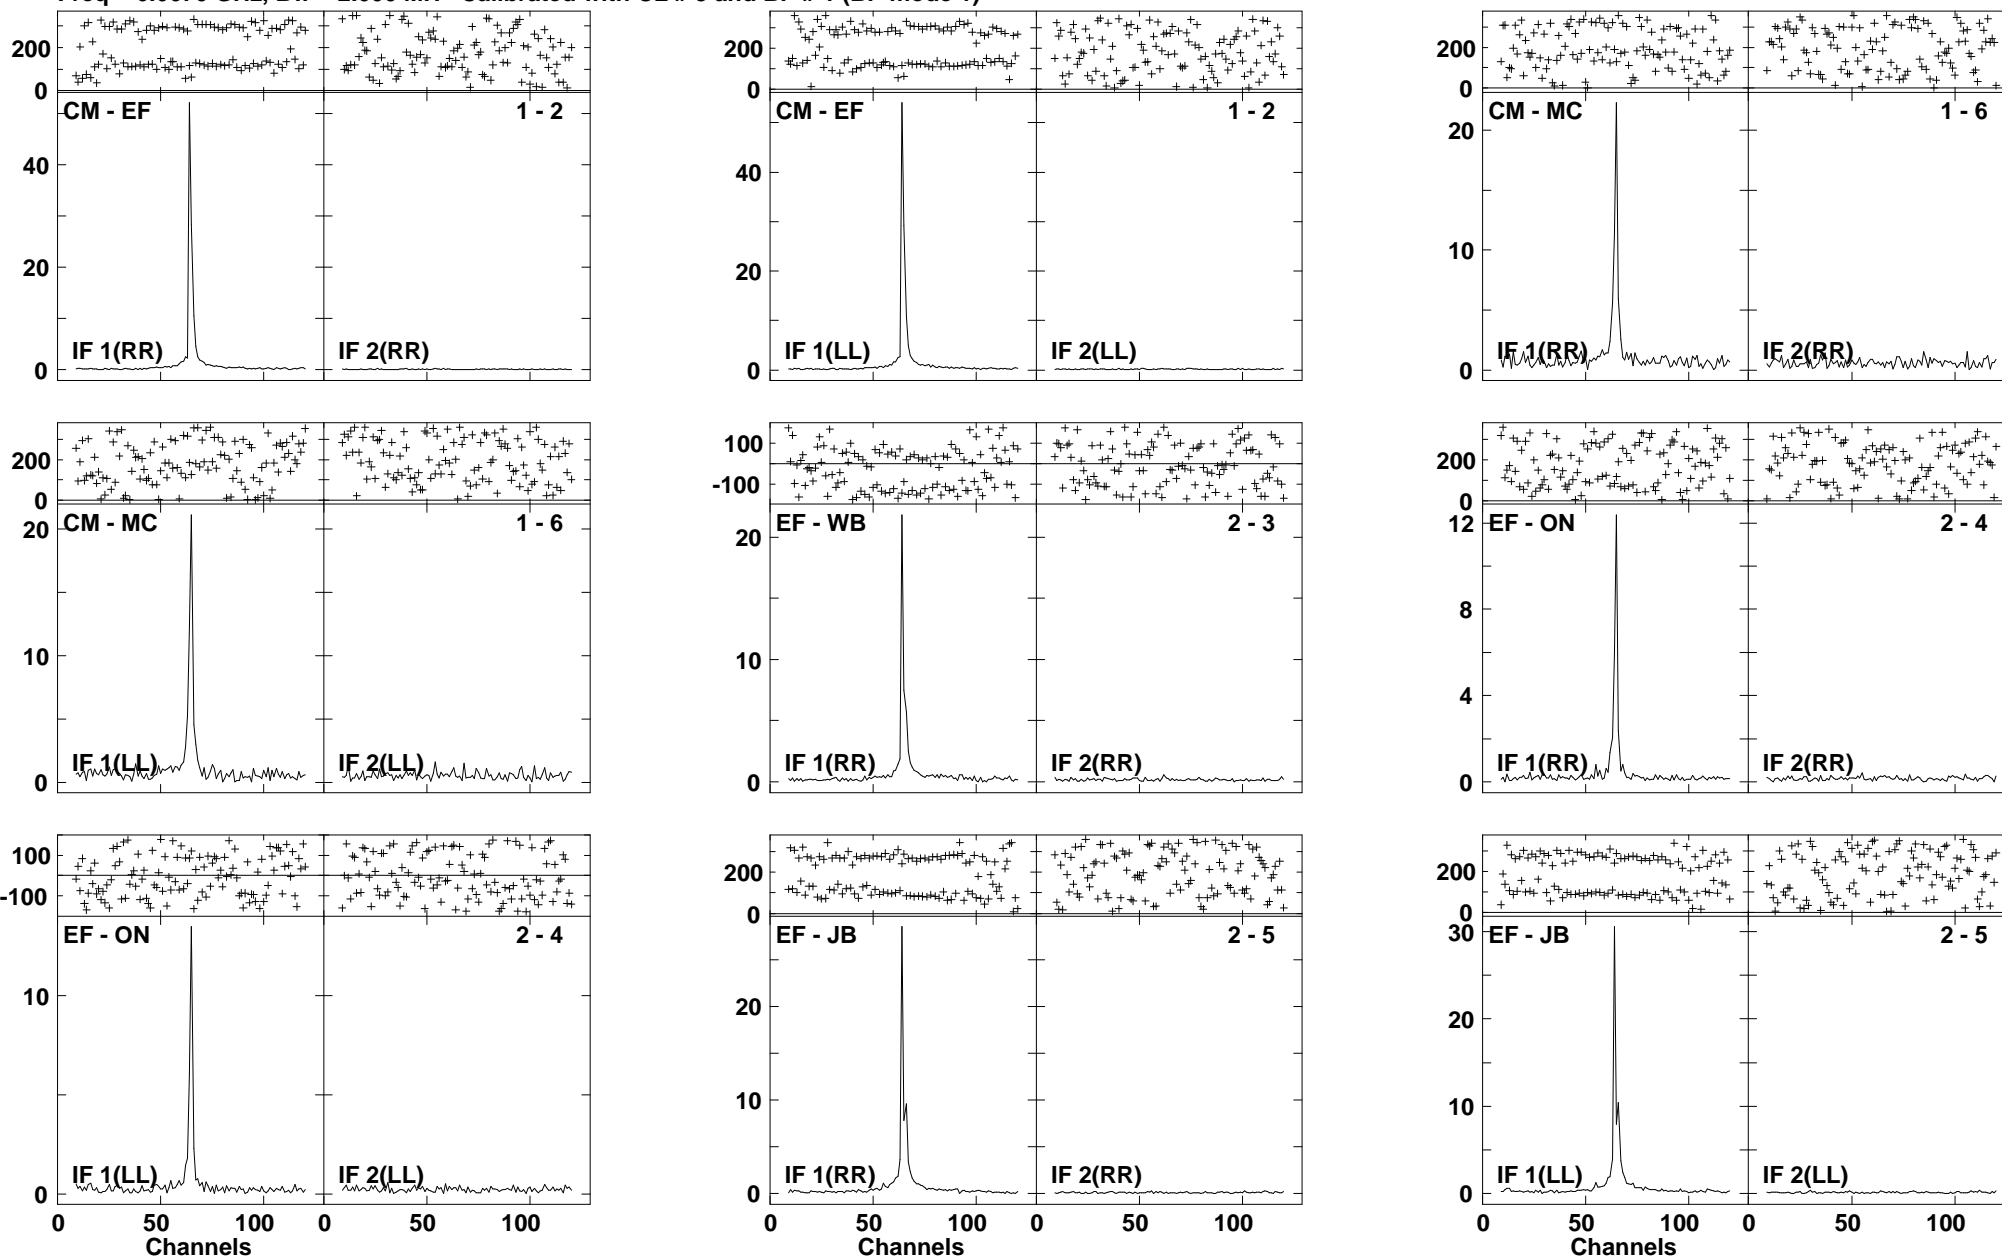 200
0
CM - EF
1 - 2
40
20
0
IF 1(RR)
IF 2(RR)
200
0
CM - EF
1 - 2
40
20
0
IF 1(LL)
IF 2(LL)
200
0
CM - MC
1 - 6
20
10
0
IF 1(RR)
IF 2(RR)
200
0
CM - MC
1 - 6
20
10
0
IF 1(LL)
IF 2(LL)
100
-100
EF - WB
2 - 3
20
10
0
IF 1(RR)
IF 2(RR)
200
0
EF - ON
2 - 4
12
8
4
0
IF 1(RR)
IF 2(RR)
100
-100
EF - ON
2 - 4
10
0
IF 1(LL)
IF 2(LL)
0 50 100 0 50 100
Channels
200
0
EF - JB
2 - 5
20
10
0
IF 1(RR)
IF 2(RR)
0 50 100 0 50 100
Channels
200
0
EF - JB
2 - 5
30
20
10
0
IF 1(LL)
IF 2(LL)
0 50 100 0 50 100
Channels